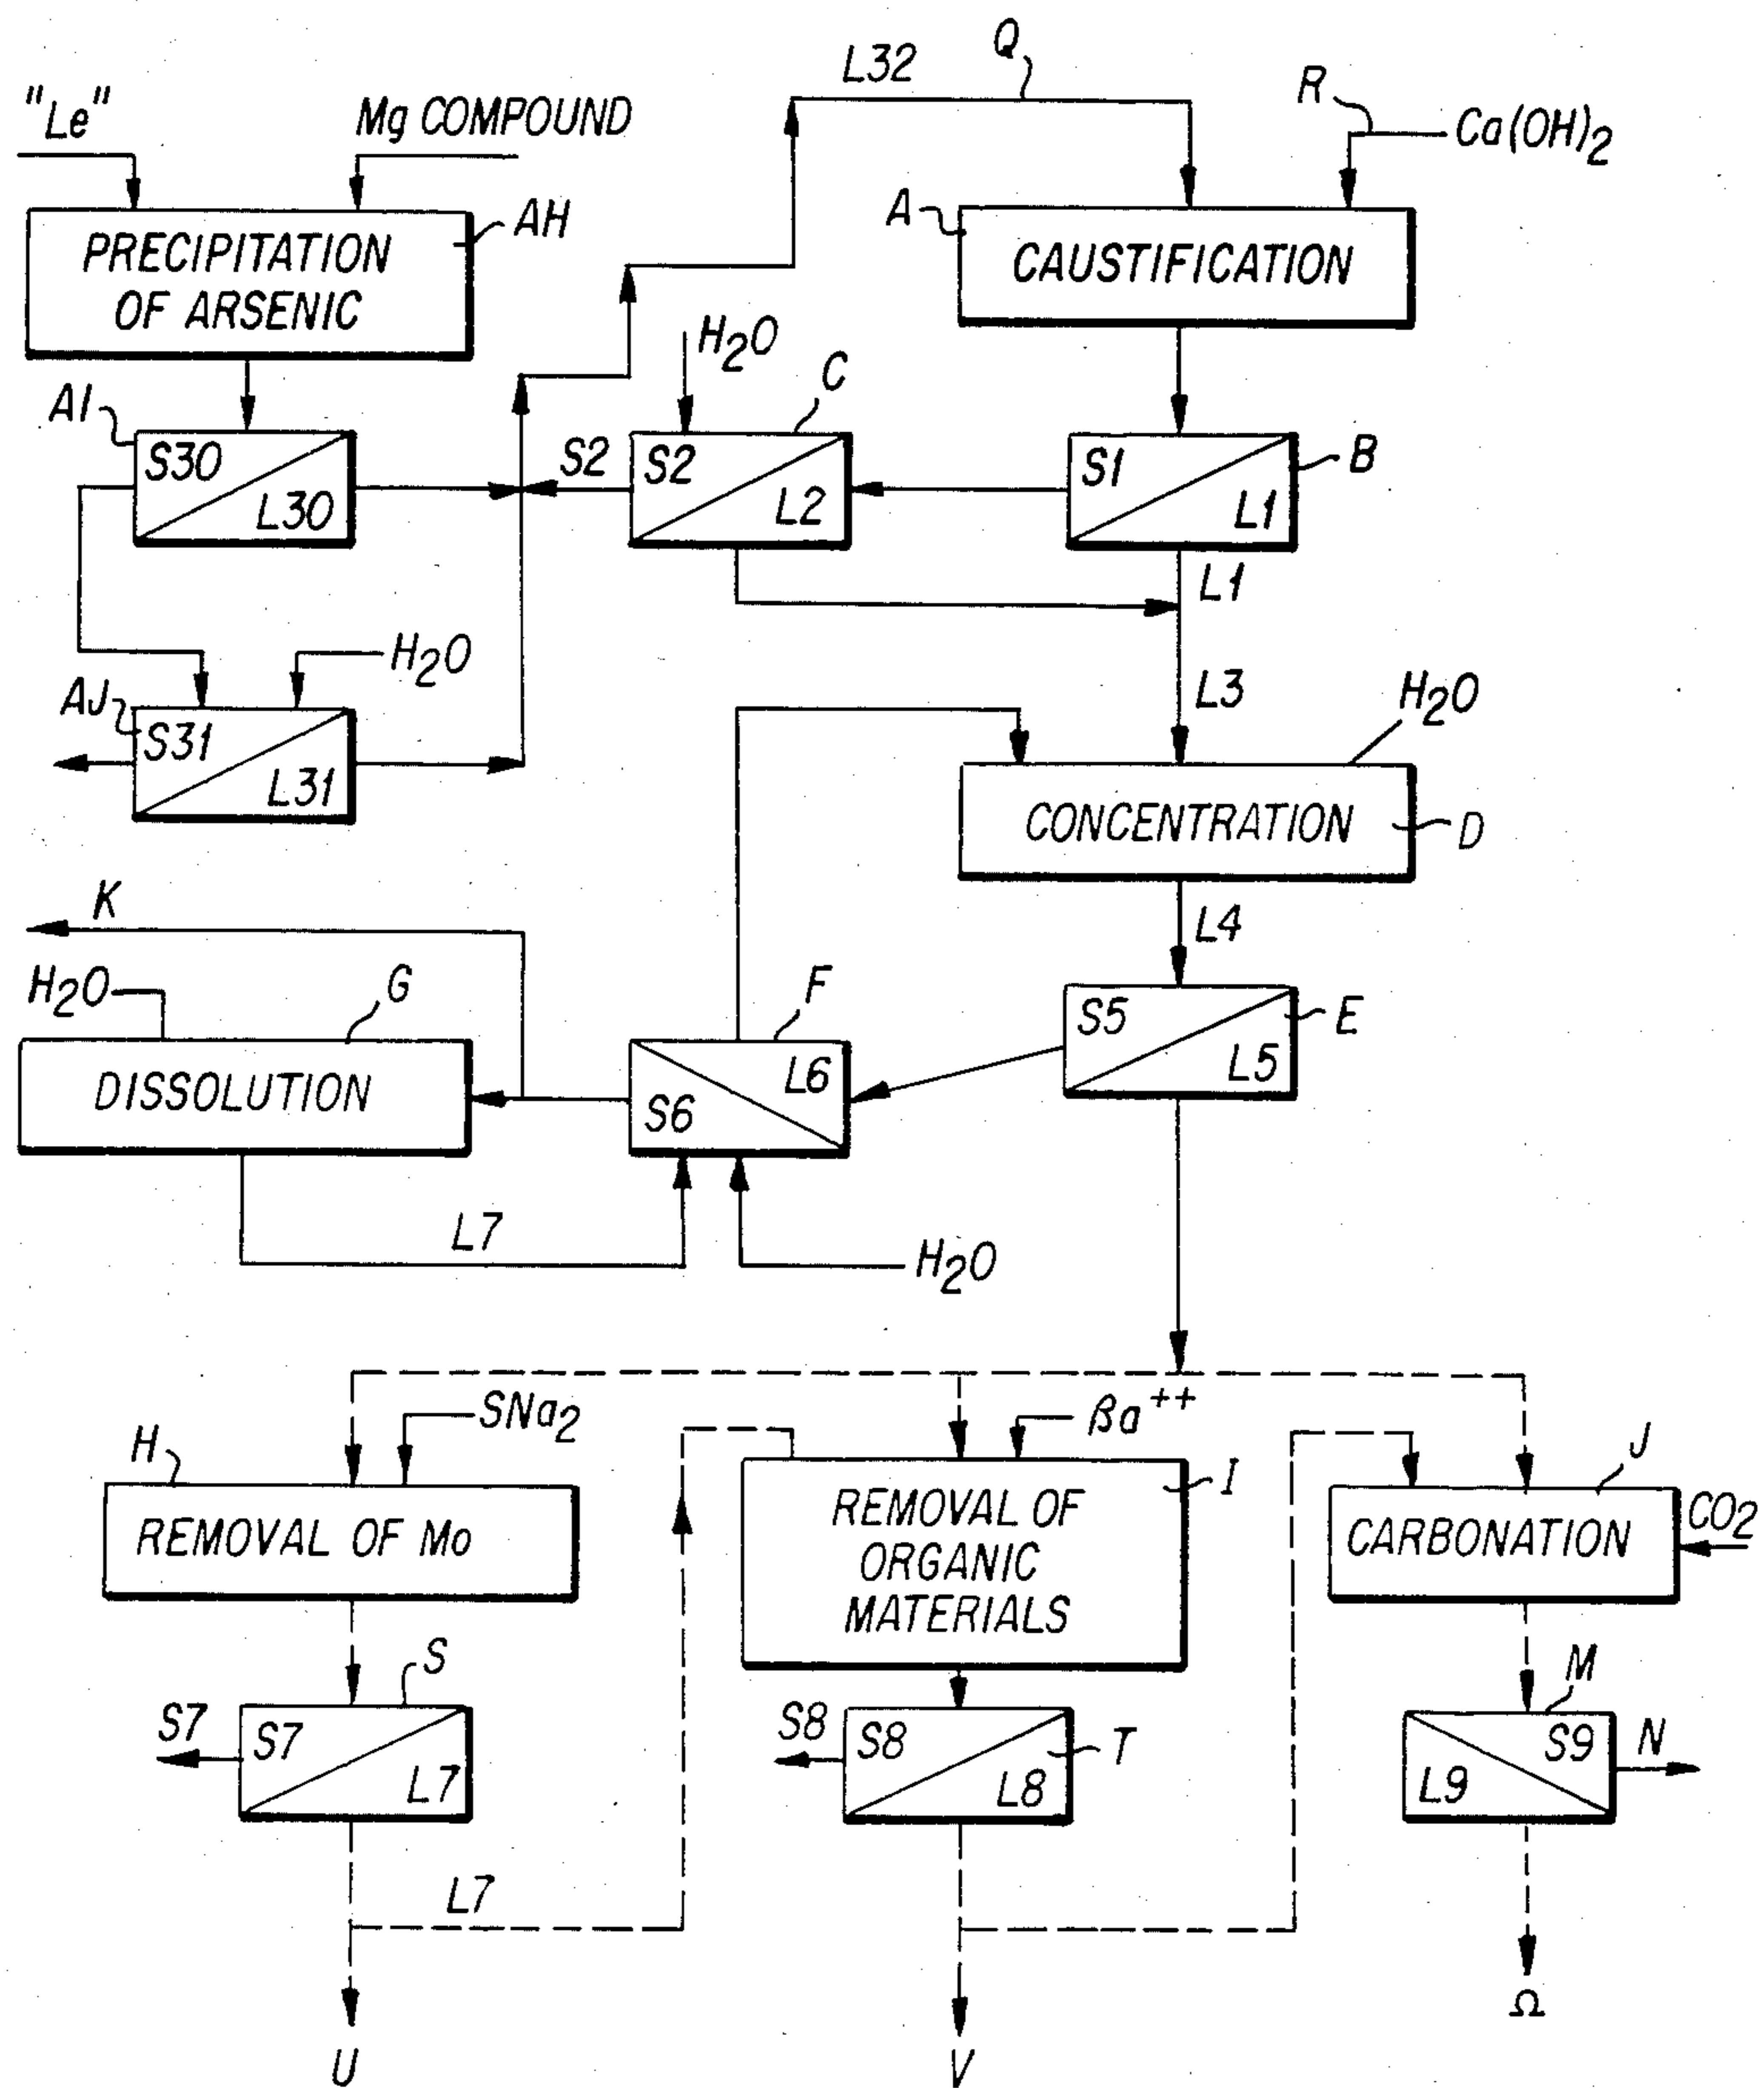 L32
Q
R
"Le"
Mg COMPOUND
Ca(OH)2
A
AH
PRECIPITATION
OF ARSENIC
CAUSTIFICATION
H2O
C
AI
S30
L30
S2
S2
L2
S1
L1
B
L1
H2O
AJ
S31
L31
L3
H2O
CONCENTRATION
D
K
L4
H2O
G
F
S5
L5
E
DISSOLUTION
L6
S6
L7
H2O
SNa2
βa++
H
I
J
REMOVAL OF Mo
REMOVAL OF
ORGANIC
MATERIALS
CARBONATION
CO2
S
M
S7
S7
L7
S8
S8
L8
T
S9
L9
N
L7
Ω
U
V